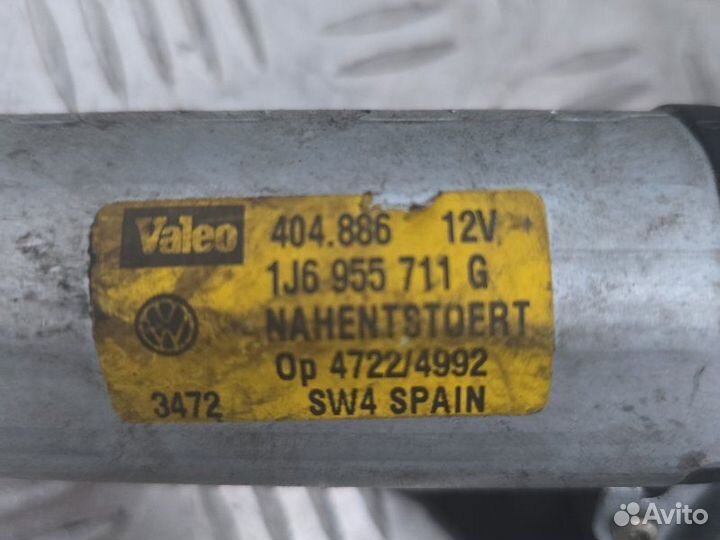 Valeo 404.886 12V
1J6 955 711 G
NAHENTSTOERT
Op 4722/4992
3472 SW4 SPAIN
Avito